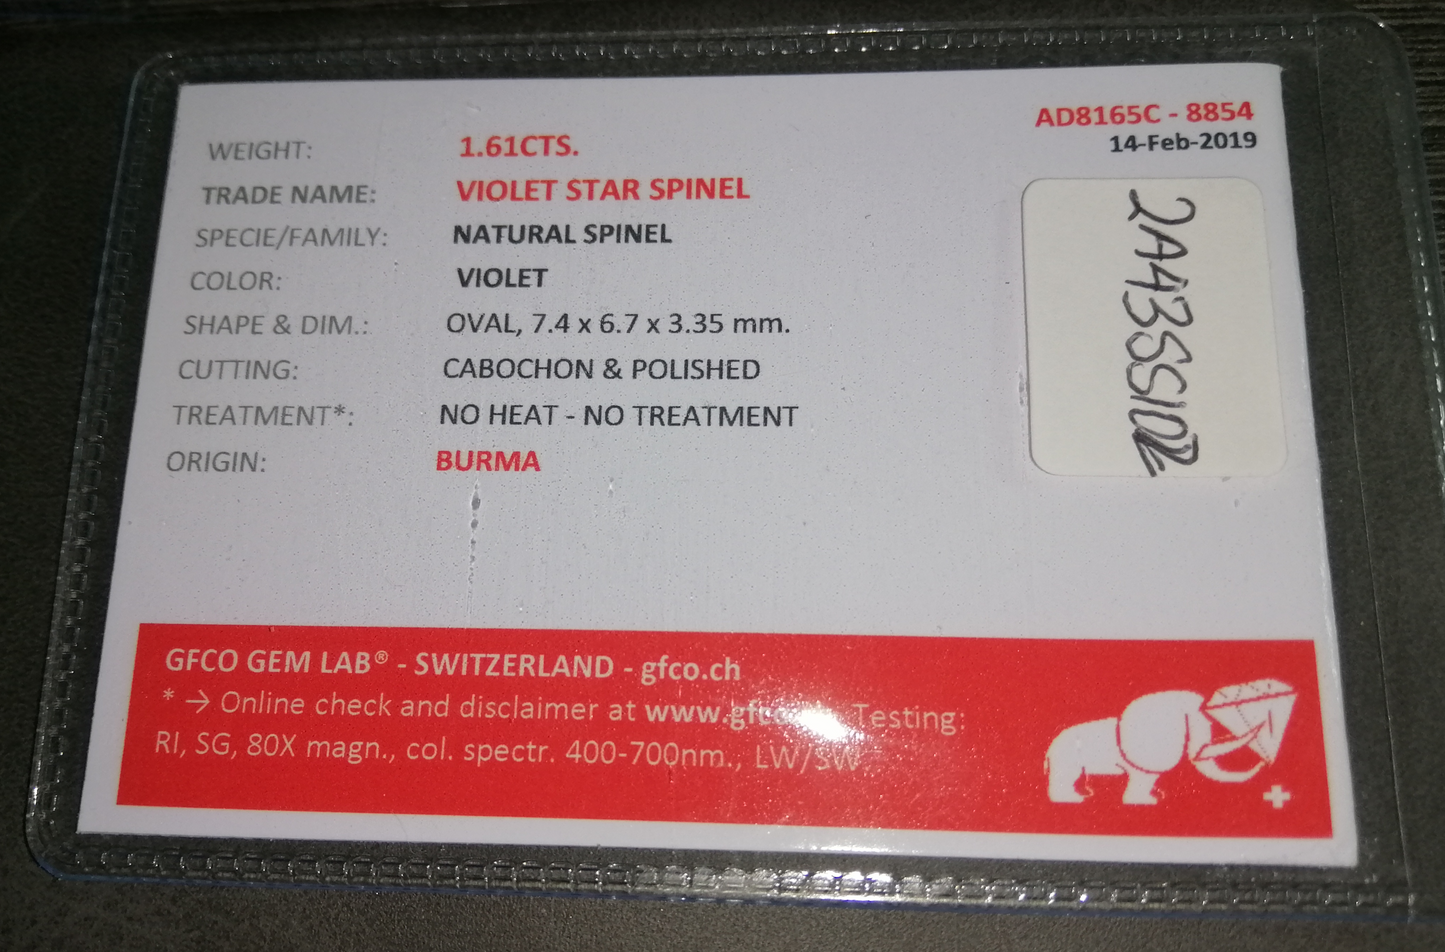 AD8165C - 8854
14-Feb-2019
WEIGHT: 1.61CTS.
TRADE NAME: VIOLET STAR SPINEL
SPECIE/FAMILY: NATURAL SPINEL
COLOR: VIOLET
SHAPE & DIM.: OVAL, 7.4 x 6.7 x 3.35 mm.
CUTTING: CABOCHON & POLISHED
TREATMENT*: NO HEAT - NO TREATMENT
ORIGIN: BURMA
GFCO GEM LAB® - SWITZERLAND - gfco.ch
* → Online check and disclaimer at Testing:
RI, SG, 80X magn., col. spectr. 400-700nm., LW/SW